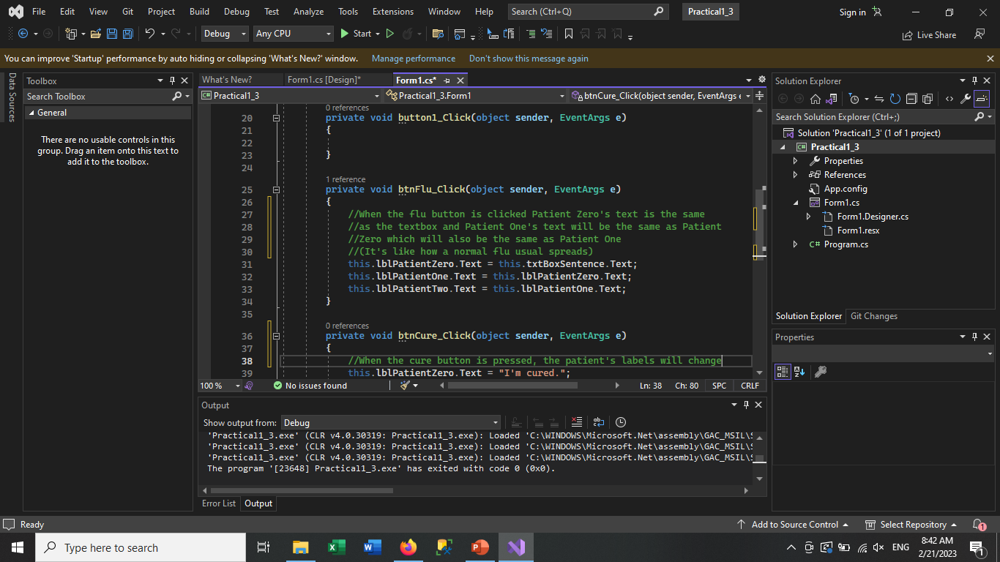 File Edit View Git Project Build Debug Test Analyze Tools Extensions Window Help Search (Ctrl+Q) Practical1_3 Sign in
Debug Any CPU Start Live Share
You can improve 'Startup' performance by auto hiding or collapsing 'What's New?' window. Manage performance Don't show this message again
Data Sources
Toolbox
Search Toolbox
General
There are no usable controls in this
group. Drag an item onto this text to
add it to the toolbox.
What's New? Form1.cs [Design]* Form1.cs*
Practical1_3 Practical1_3.Form1 btnCure_Click(object sender, EventArgs e
0 references
20 private void button1_Click(object sender, EventArgs e)
21 {
22
23 }
24
1 reference
25 private void btnFlu_Click(object sender, EventArgs e)
26 {
27 //When the flu button is clicked Patient Zero's text is the same
28 //as the textbox and Patient One's text will be the same as Patient
29 //Zero which will also be the same as Patient One
30 //(It's like how a normal flu usual spreads)
31 this.lblPatientZero.Text = this.txtBoxSentence.Text;
32 this.lblPatientOne.Text = this.lblPatientZero.Text;
33 this.lblPatientTwo.Text = this.lblPatientOne.Text;
34 }
35
0 references
36 private void btnCure_Click(object sender, EventArgs e)
37 {
38 //When the cure button is pressed, the patient's labels will change
39 this.lblPatientZero.Text = "I'm cured.";
100 % No issues found Ln: 38 Ch: 80 SPC CRLF
Output
Show output from: Debug
'Practical1_3.exe' (CLR v4.0.30319: Practical1_3.exe): Loaded 'C:\WINDOWS\Microsoft.Net\assembly\GAC_MSIL\S
'Practical1_3.exe' (CLR v4.0.30319: Practical1_3.exe): Loaded 'C:\WINDOWS\Microsoft.Net\assembly\GAC_MSIL\S
'Practical1_3.exe' (CLR v4.0.30319: Practical1_3.exe): Loaded 'C:\WINDOWS\Microsoft.Net\assembly\GAC_MSIL\S
The program '[23648] Practical1_3.exe' has exited with code 0 (0x0).
Error List Output
Solution Explorer
Search Solution Explorer (Ctrl+;)
Solution 'Practical1_3' (1 of 1 project)
C# Practical1_3
Properties
References
App.config
Form1.cs
Form1.Designer.cs
Form1.resx
C# Program.cs
Solution Explorer Git Changes
Properties
Ready Add to Source Control Select Repository 1
Type here to search ENG 8:42 AM
2/21/2023 1